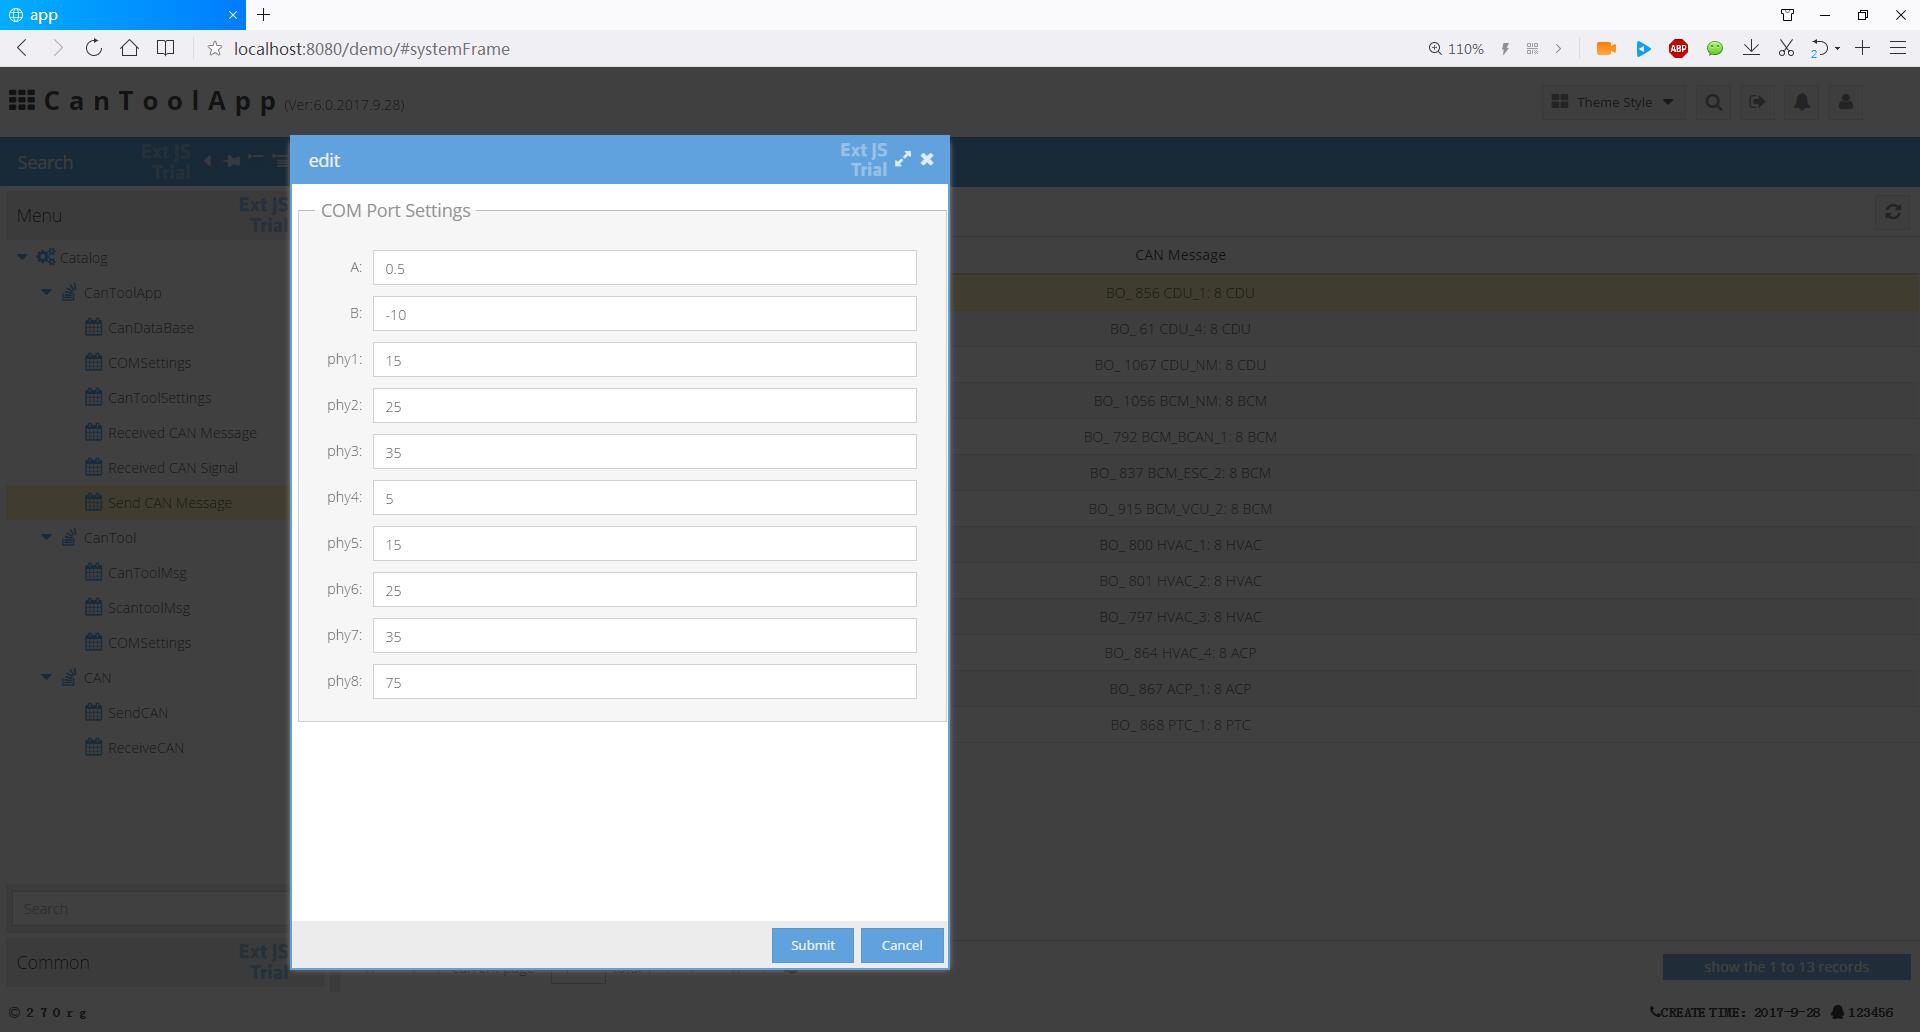 app
localhost:8080/demo/#systemFrame
110%
ABP
2
CanToolApp (Ver:6.0.2017.9.28)
Theme Style
Search
Ext JS
Trial
Menu
Ext JS
Trial
Catalog
CanToolApp
CanDataBase
COMSettings
CanToolSettings
Received CAN Message
Received CAN Signal
Send CAN Message
CanTool
CanToolMsg
ScantoolMsg
COMSettings
CAN
SendCAN
ReceiveCAN
Search
Common
Ext JS
Trial
edit
Ext JS
Trial
COM Port Settings
A: 0.5
B: -10
phy1: 15
phy2: 25
phy3: 35
phy4: 5
phy5: 15
phy6: 25
phy7: 35
phy8: 75
Submit
Cancel
CAN Message
BO_ 856 CDU_1: 8 CDU
BO_ 61 CDU_4: 8 CDU
BO_ 1067 CDU_NM: 8 CDU
BO_ 1056 BCM_NM: 8 BCM
BO_ 792 BCM_BCAN_1: 8 BCM
BO_ 837 BCM_ESC_2: 8 BCM
BO_ 915 BCM_VCU_2: 8 BCM
BO_ 800 HVAC_1: 8 HVAC
BO_ 801 HVAC_2: 8 HVAC
BO_ 797 HVAC_3: 8 HVAC
BO_ 864 HVAC_4: 8 ACP
BO_ 867 ACP_1: 8 ACP
BO_ 868 PTC_1: 8 PTC
show the 1 to 13 records
©270rg
CREATE TIME: 2017-9-28 123456